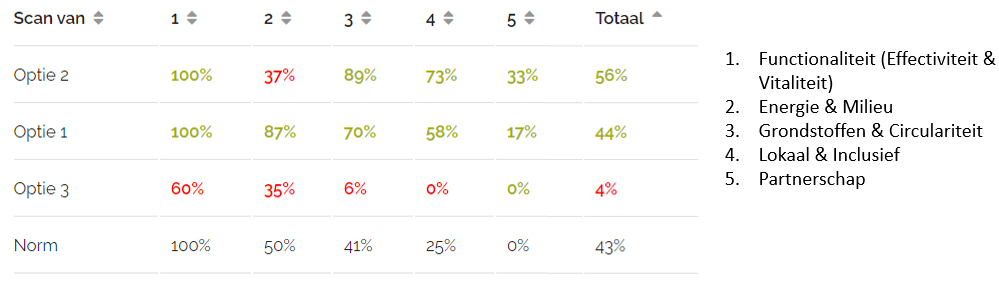 Scan van 1 2 3 4 5 Totaal
Optie 2 100% 37% 89% 73% 33% 56%
Optie 1 100% 87% 70% 58% 17% 44%
Optie 3 60% 35% 6% 0% 0% 4%
Norm 100% 50% 41% 25% 0% 43%
1. Functionaliteit (Effectiviteit &
Vitaliteit)
2. Energie & Milieu
3. Grondstoffen & Circulariteit
4. Lokaal & Inclusief
5. Partnerschap